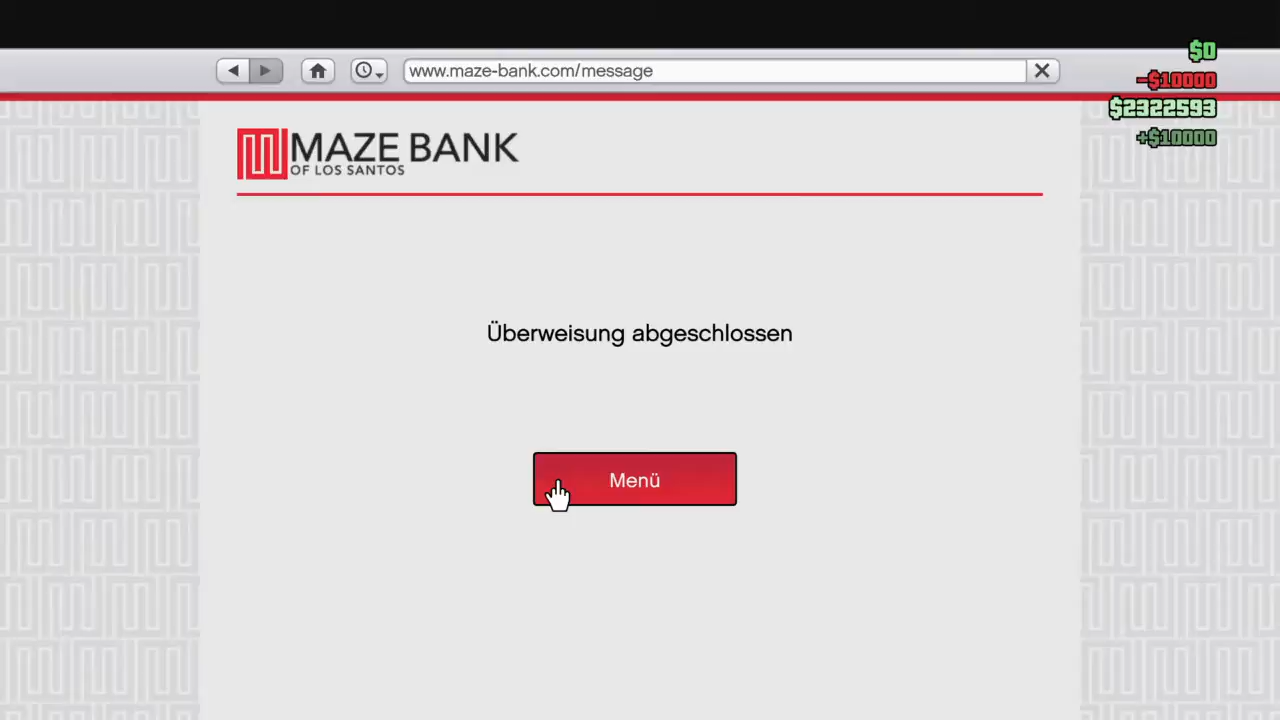 www.maze-bank.com/message
$0
-$10000
$2322593
+$10000
MAZE BANK
OF LOS SANTOS
Überweisung abgeschlossen
Menü